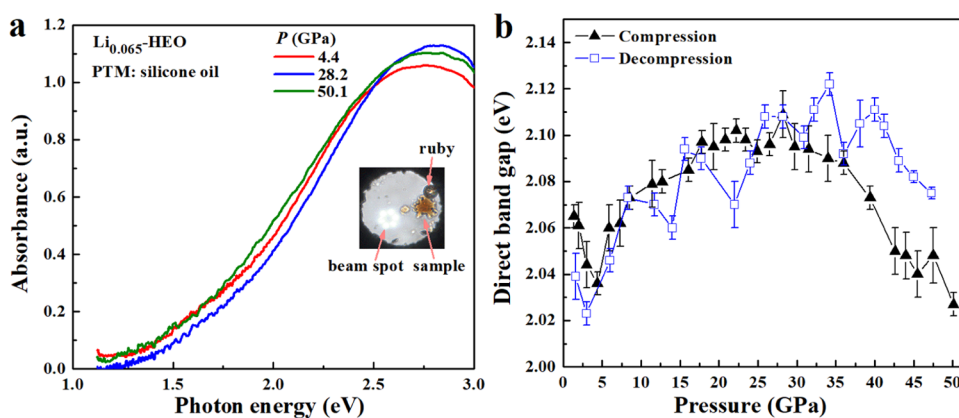 a
Li0.065-HEO
PTM: silicone oil
P (GPa)
4.4
28.2
50.1
ruby
beam spot
sample
Absorbance (a.u.)
1.2
1.0
0.8
0.6
0.4
0.2
0.0
1.0 1.5 2.0 2.5 3.0
Photon energy (eV)
b
Compression
Decompression
Direct band gap (eV)
2.14
2.12
2.10
2.08
2.06
2.04
2.02
2.00
0 5 10 15 20 25 30 35 40 45 50
Pressure (GPa)